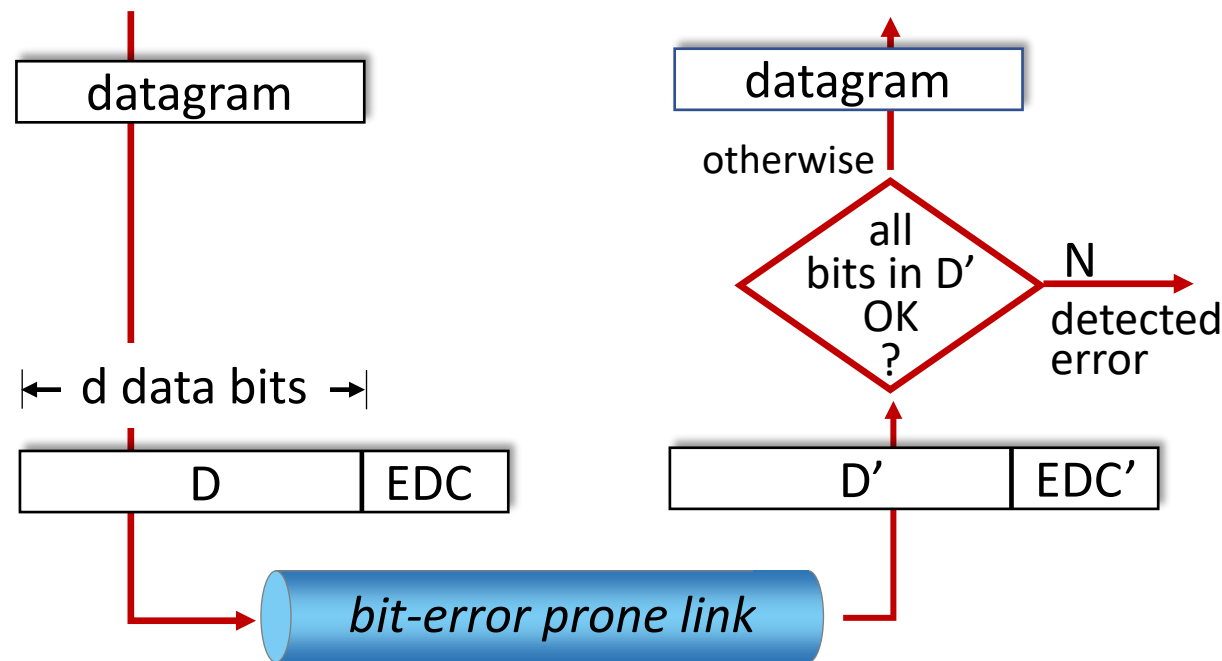 datagram
d data bits
D
EDC
bit-error prone link
datagram
otherwise
all
bits in D’
OK
?
N
detected
error
D’
EDC’